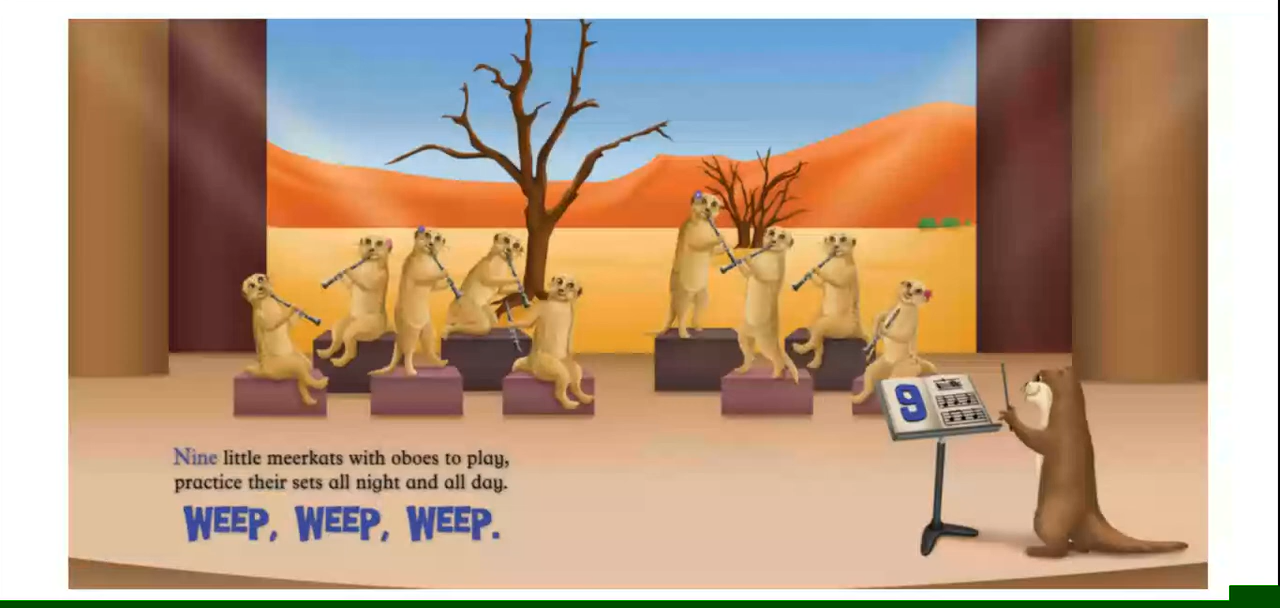 Nine little meerkats with oboes to play,
practice their sets all night and all day.
WEEP, WEEP, WEEP.
9